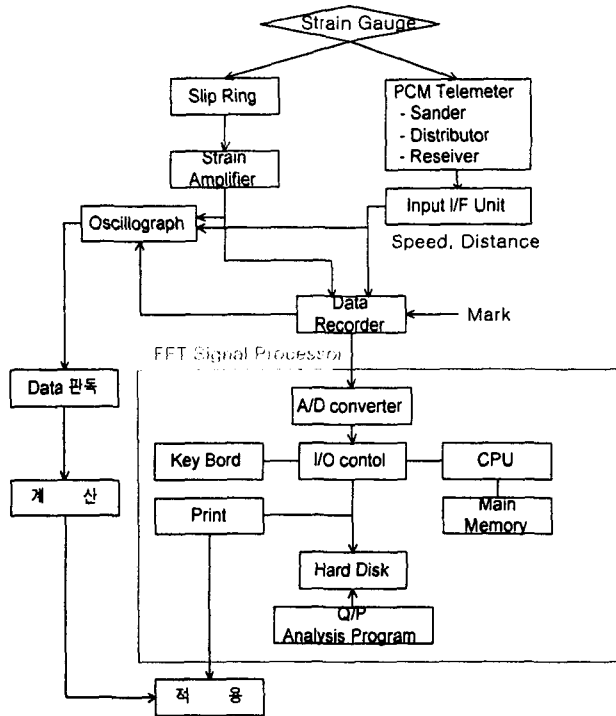 Strain Gauge
Slip Ring
PCM Telemeter
- Sander
- Distributor
- Reseiver
Strain
Amplifier
Input I/F Unit
Oscillograph
Speed, Distance
Data
Recorder
Mark
FFT Signal Processor
Data 판독
A/D converter
Key Bord
I/O contol
CPU
계 산
Print
Main
Memory
Hard Disk
Q/P
Analysis Program
적 용